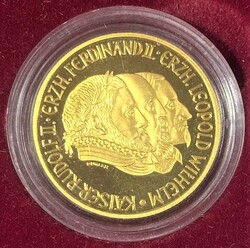 KAISER RUDOLF II. · ERZH. FERDINAND II. · ERZH. LEOPOLD WILHELM ·